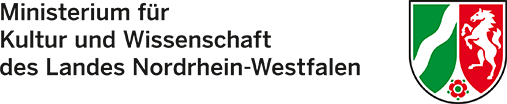 Ministerium für
Kultur und Wissenschaft
des Landes Nordrhein-Westfalen